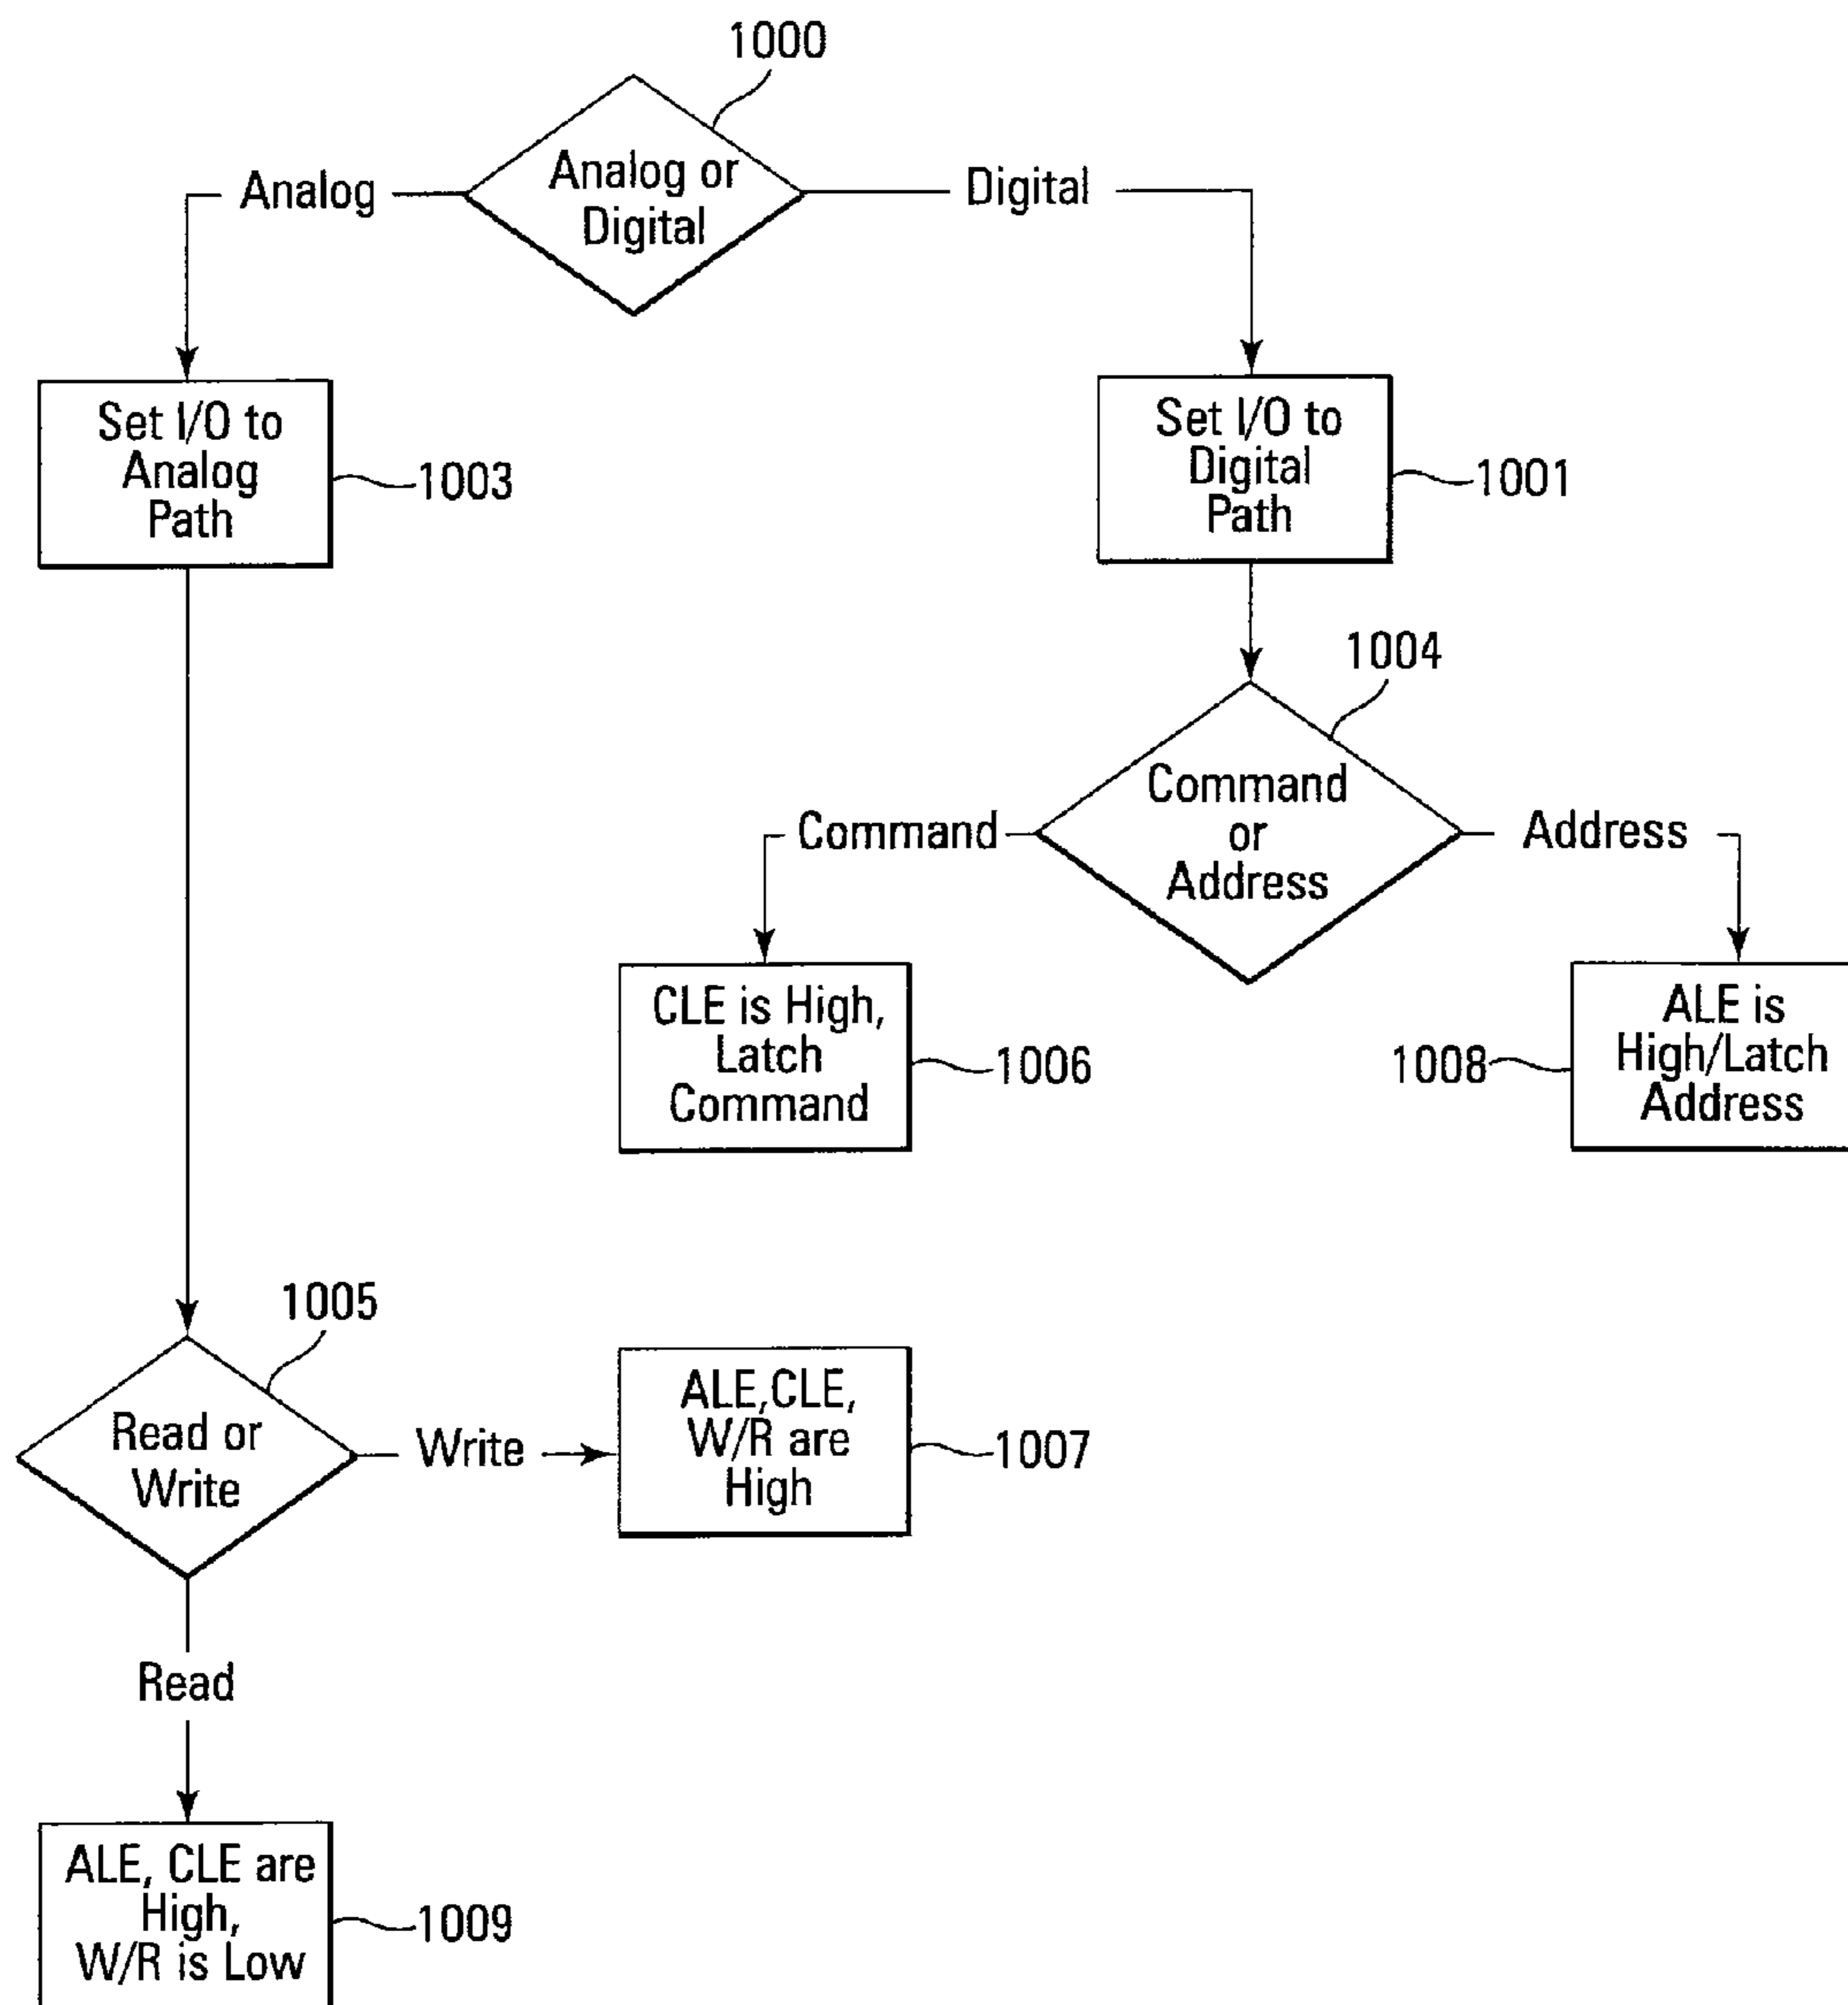 1000
Analog or
Digital
Analog
Digital
Set I/O to
Analog
Path
1003
Set I/O to
Digital
Path
1001
1004
Command
or
Address
Command
Address
CLE is High,
Latch
Command
1006
1008
ALE is
High/Latch
Address
1005
Read or
Write
Write
ALE,CLE,
W/R are
High
1007
Read
ALE, CLE are
High,
W/R is Low
1009